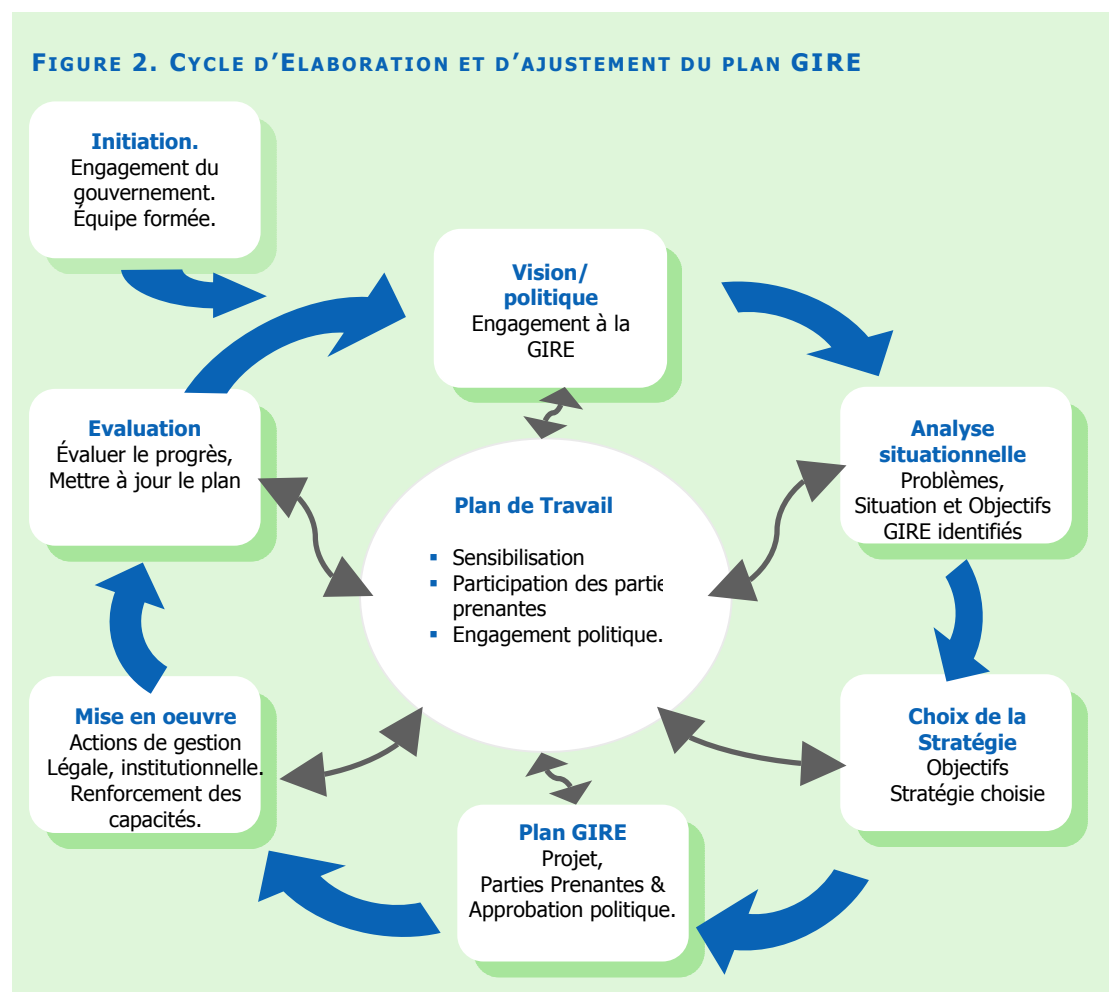 FIGURE 2. CYCLE D'ELABORATION ET D'AJUSTEMENT DU PLAN GIRE
Initiation.
Engagement du
gouvernement.
Équipe formée.
Vision/
politique
Engagement à la
GIRE
Analyse
situationnelle
Problèmes,
Situation et Objectifs
GIRE identifiés
Choix de la
Stratégie
Objectifs
Stratégie choisie
Plan GIRE
Projet,
Parties Prenantes &
Approbation politique.
Mise en oeuvre
Actions de gestion
Légale, institutionnelle.
Renforcement des
capacités.
Evaluation
Évaluer le progrès,
Mettre à jour le plan
Plan de Travail
▪ Sensibilisation
▪ Participation des partie
prenantes
▪ Engagement politique.